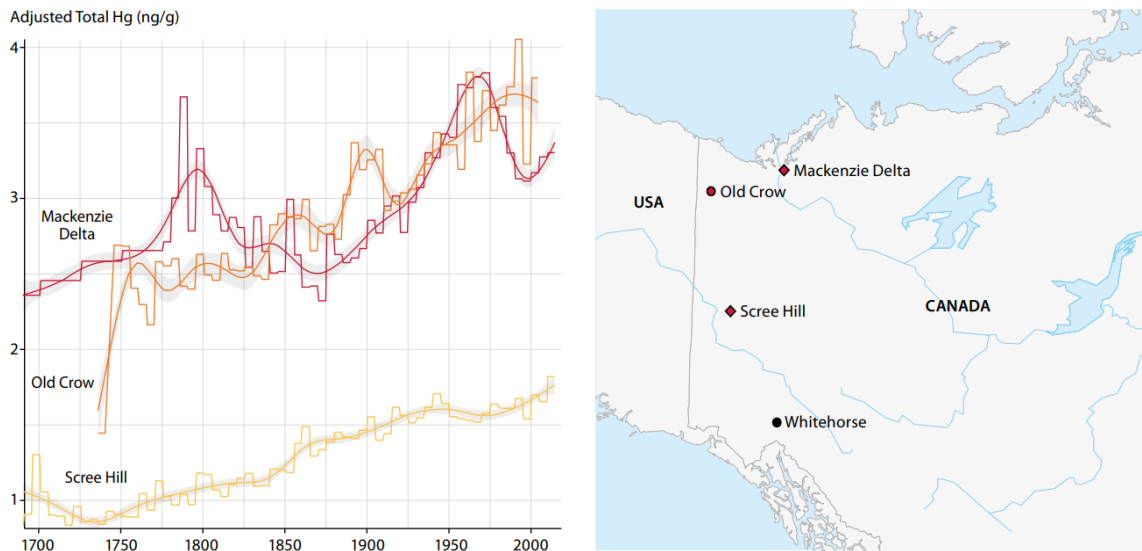 Adjusted Total Hg (ng/g)
4
3
2
1
Mackenzie
Delta
Old Crow
Scree Hill
1700 1750 1800 1850 1900 1950 2000
Mackenzie Delta
Old Crow
USA
Scree Hill
CANADA
Whitehorse